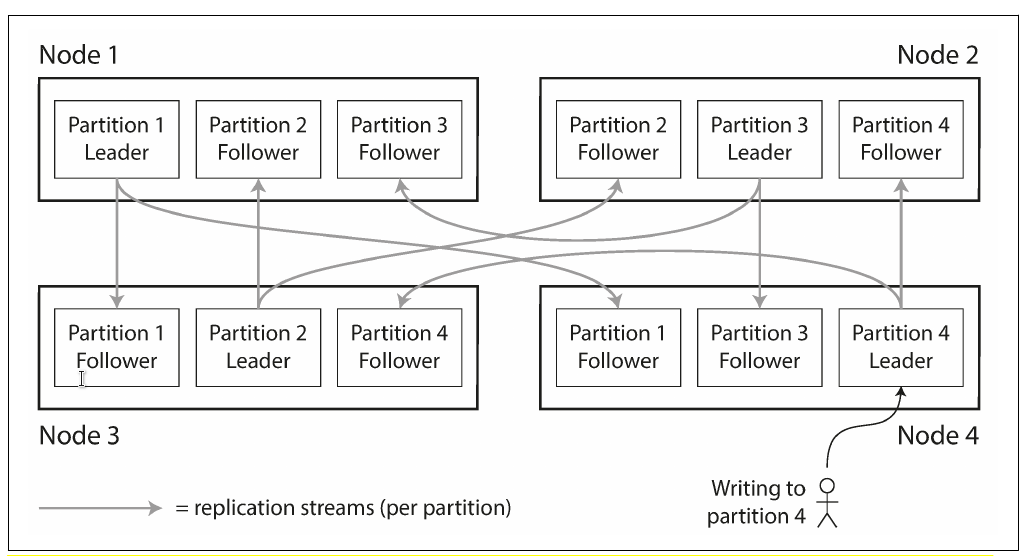 Node 1
Node 2
Partition 1
Leader
Partition 2
Follower
Partition 3
Follower
Partition 2
Follower
Partition 3
Leader
Partition 4
Follower
Partition 1
Follower
Partition 2
Leader
Partition 4
Follower
Partition 1
Follower
Partition 3
Follower
Partition 4
Leader
Node 3
Node 4
Writing to
partition 4
= replication streams (per partition)